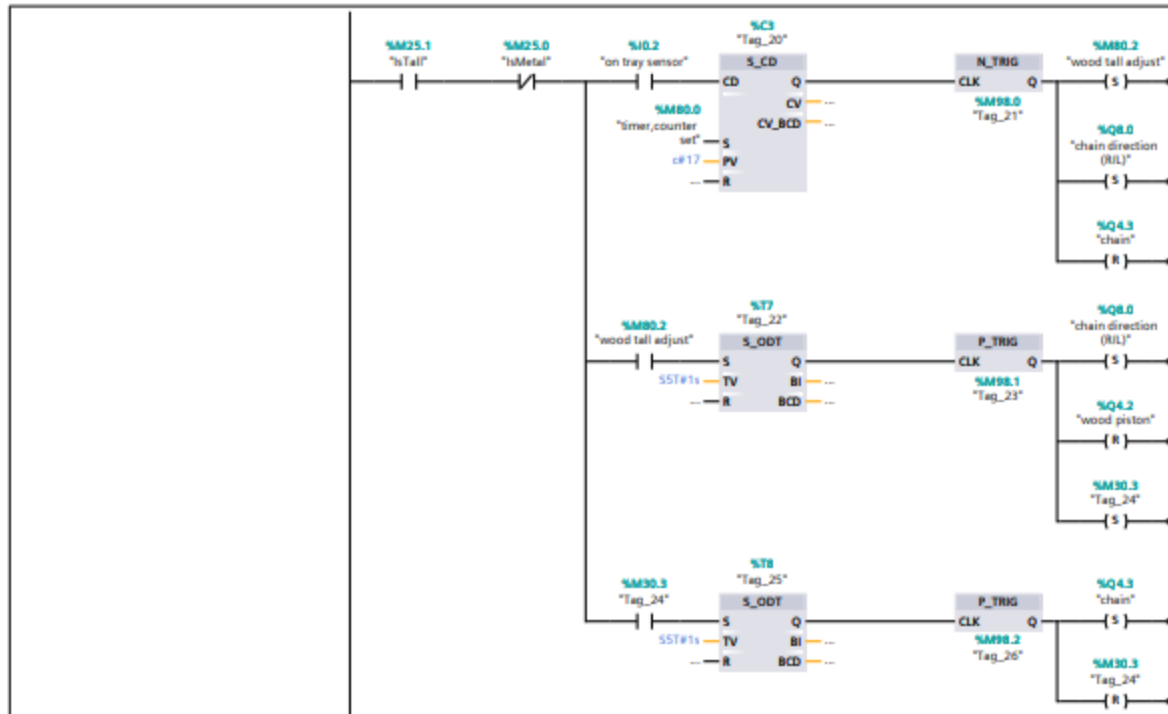 %C3
"Tag_20"
%M25.1
"IsTall"
%M25.0
"IsMetal"
%I0.2
"on tray sensor"
S_CD
CD Q
CV ...
CV_BCD ...
%M80.0
"timer,counter
set" S
c#17 PV
... R
N_TRIG
CLK Q
%M98.0
"Tag_21"
%M80.2
"wood tall adjust"
S
%Q8.0
"chain direction
(R/L)"
S
%Q4.3
"chain"
R
%T7
"Tag_22"
%M80.2
"wood tall adjust"
S_ODT
S Q
S5T#1s TV BI ...
... R BCD ...
P_TRIG
CLK Q
%M98.1
"Tag_23"
%Q8.0
"chain direction
(R/L)"
S
%Q4.2
"wood piston"
R
%M30.3
"Tag_24"
S
%T8
"Tag_25"
%M30.3
"Tag_24"
S_ODT
S Q
S5T#1s TV BI ...
... R BCD ...
P_TRIG
CLK Q
%M98.2
"Tag_26"
%Q4.3
"chain"
S
%M30.3
"Tag_24"
R